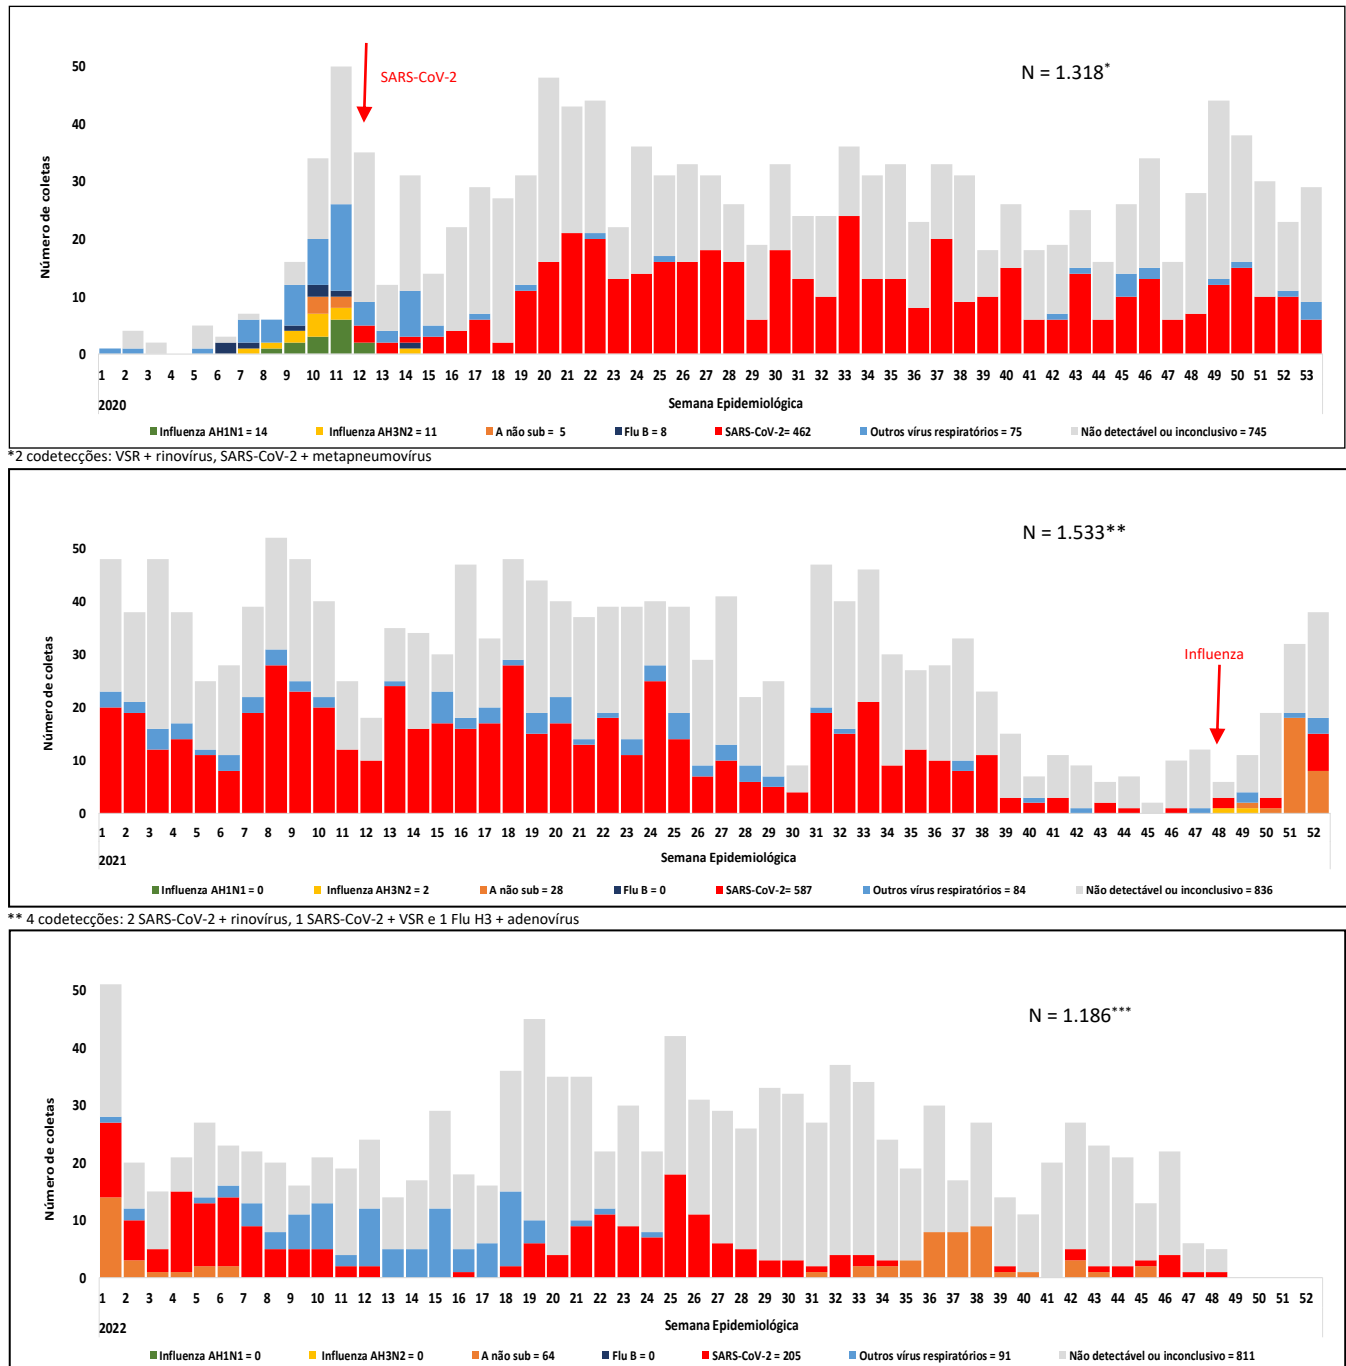 N = 1.318*
SARS-CoV-2
Número de coletas
50
40
30
20
10
0
1 2 3 4 5 6 7 8 9 10 11 12 13 14 15 16 17 18 19 20 21 22 23 24 25 26 27 28 29 30 31 32 33 34 35 36 37 38 39 40 41 42 43 44 45 46 47 48 49 50 51 52 53
2020
Semana Epidemiológica
Influenza AH1N1 = 14 Influenza AH3N2 = 11 A não sub = 5 Flu B = 8 SARS-CoV-2= 462 Outros vírus respiratórios = 75 Não detectável ou inconclusivo = 745
*2 codetecções: VSR + rinovírus, SARS-CoV-2 + metapneumovírus
N = 1.533**
Influenza
Número de coletas
50
40
30
20
10
0
1 2 3 4 5 6 7 8 9 10 11 12 13 14 15 16 17 18 19 20 21 22 23 24 25 26 27 28 29 30 31 32 33 34 35 36 37 38 39 40 41 42 43 44 45 46 47 48 49 50 51 52
2021
Semana Epidemiológica
Influenza AH1N1 = 0 Influenza AH3N2 = 2 A não sub = 28 Flu B = 0 SARS-CoV-2= 587 Outros vírus respiratórios = 84 Não detectável ou inconclusivo = 836
** 4 codetecções: 2 SARS-CoV-2 + rinovírus, 1 SARS-CoV-2 + VSR e 1 Flu H3 + adenovírus
N = 1.186***
Número de coletas
50
40
30
20
10
0
1 2 3 4 5 6 7 8 9 10 11 12 13 14 15 16 17 18 19 20 21 22 23 24 25 26 27 28 29 30 31 32 33 34 35 36 37 38 39 40 41 42 43 44 45 46 47 48 49 50 51 52
2022
Semana Epidemiológica
Influenza AH1N1 = 0 Influenza AH3N2 = 0 A não sub = 64 Flu B = 0 SARS-CoV-2 = 205 Outros vírus respiratórios = 91 Não detectável ou inconclusivo = 811